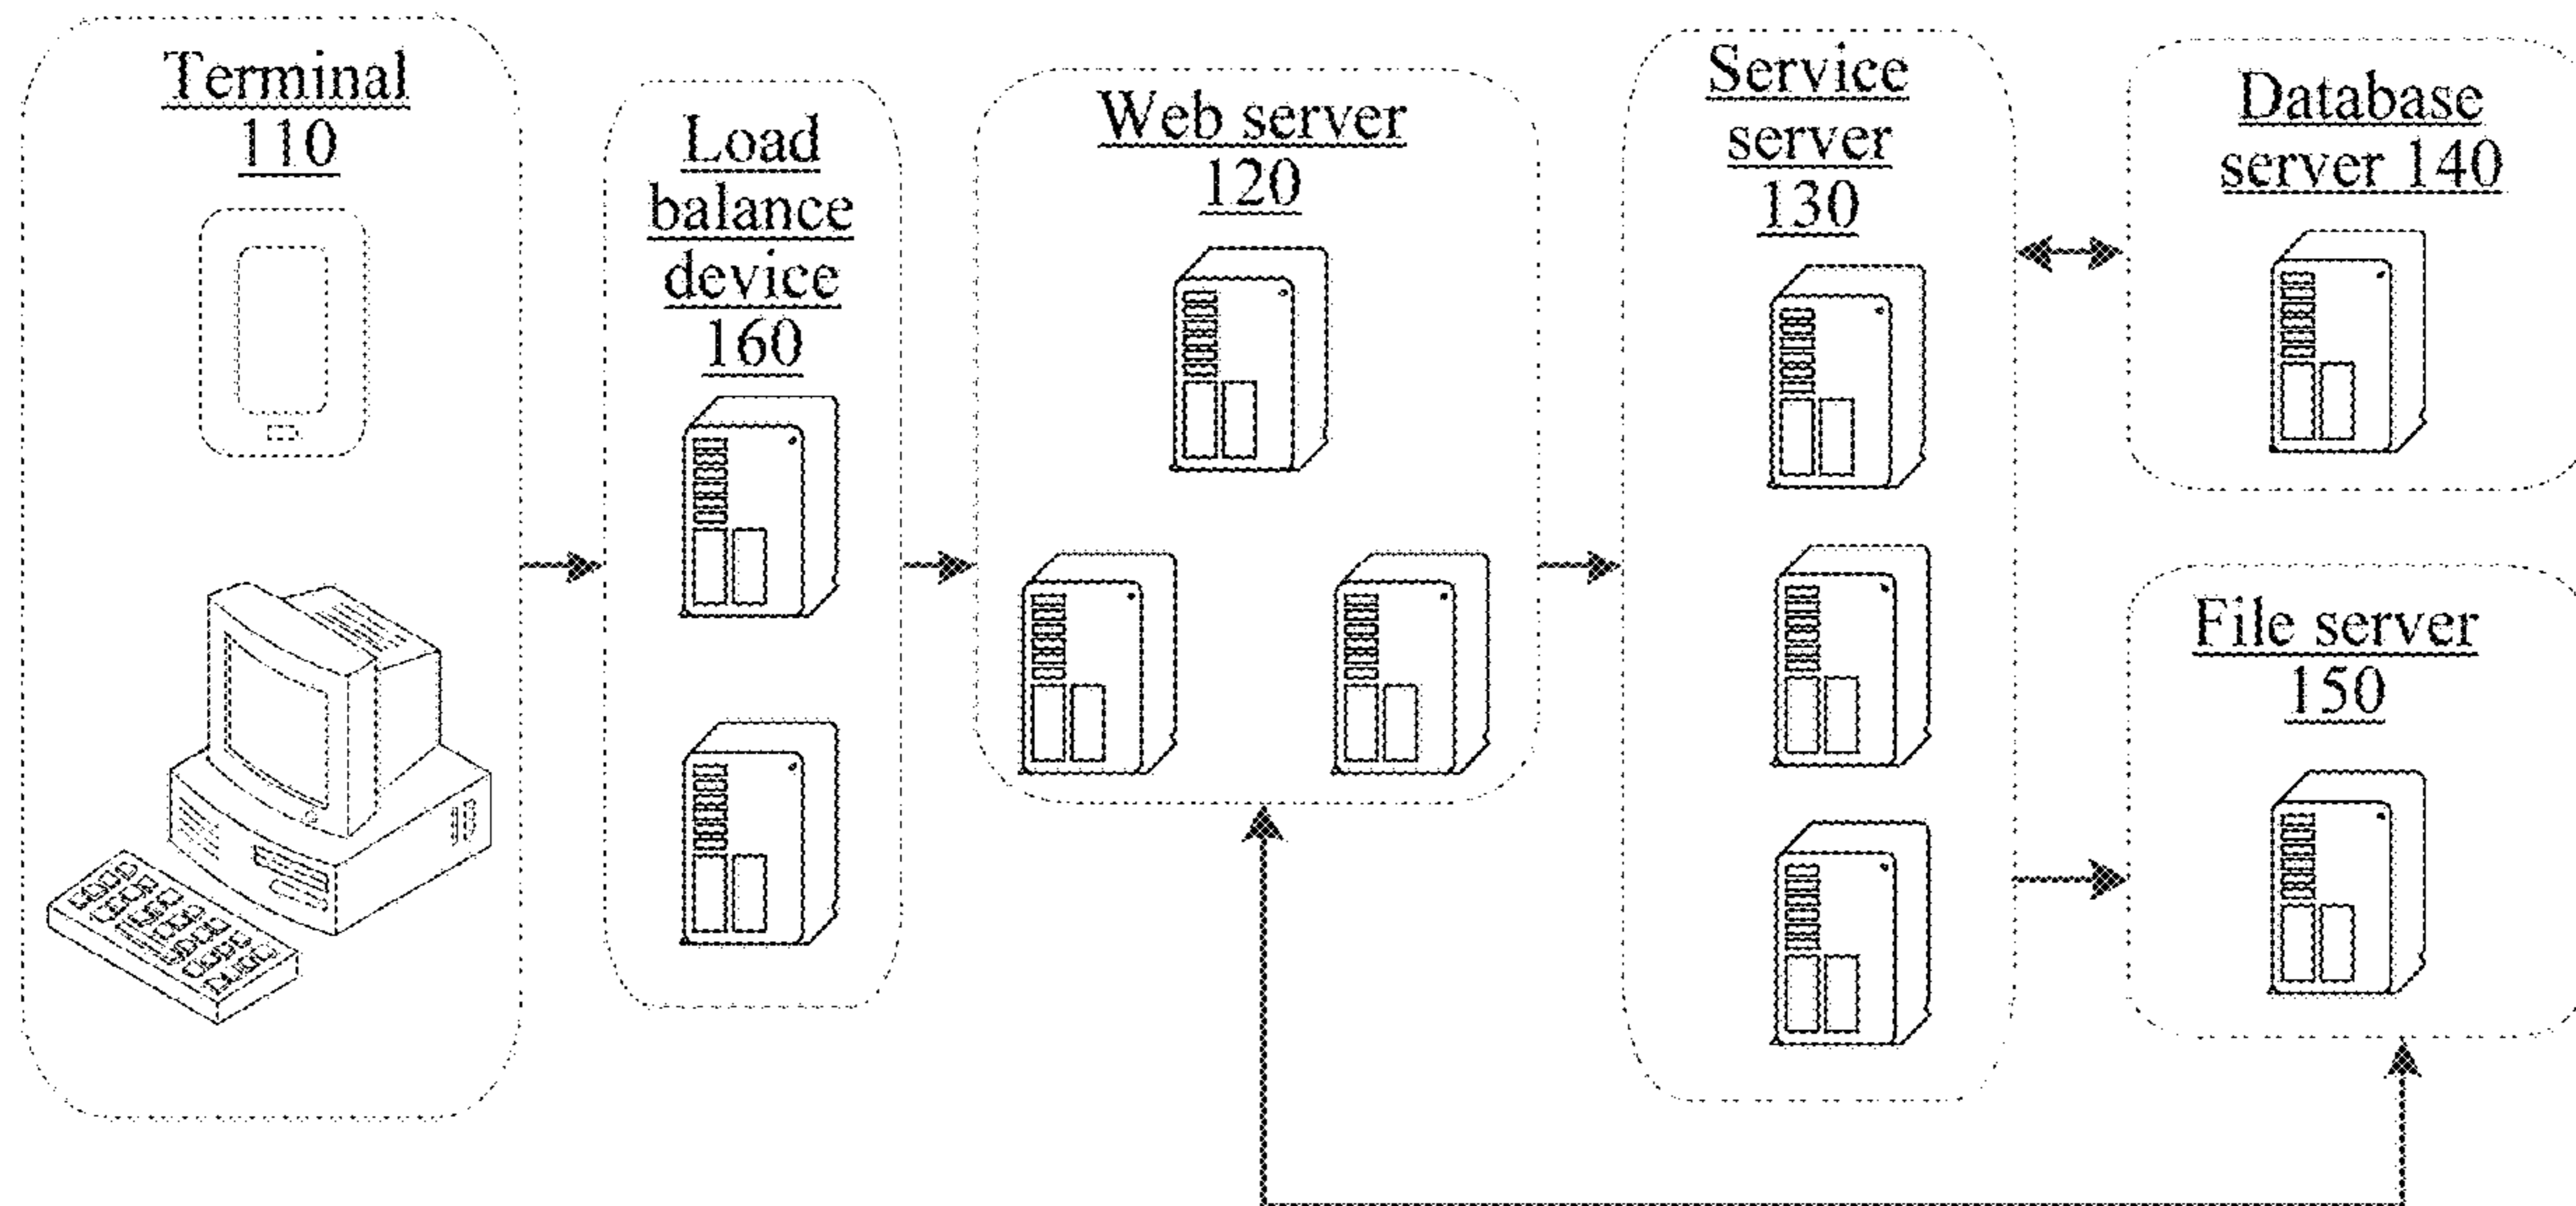 Terminal
110
Load
balance
device
160
Web server
120
Service
server
130
Database
server 140
File server
150